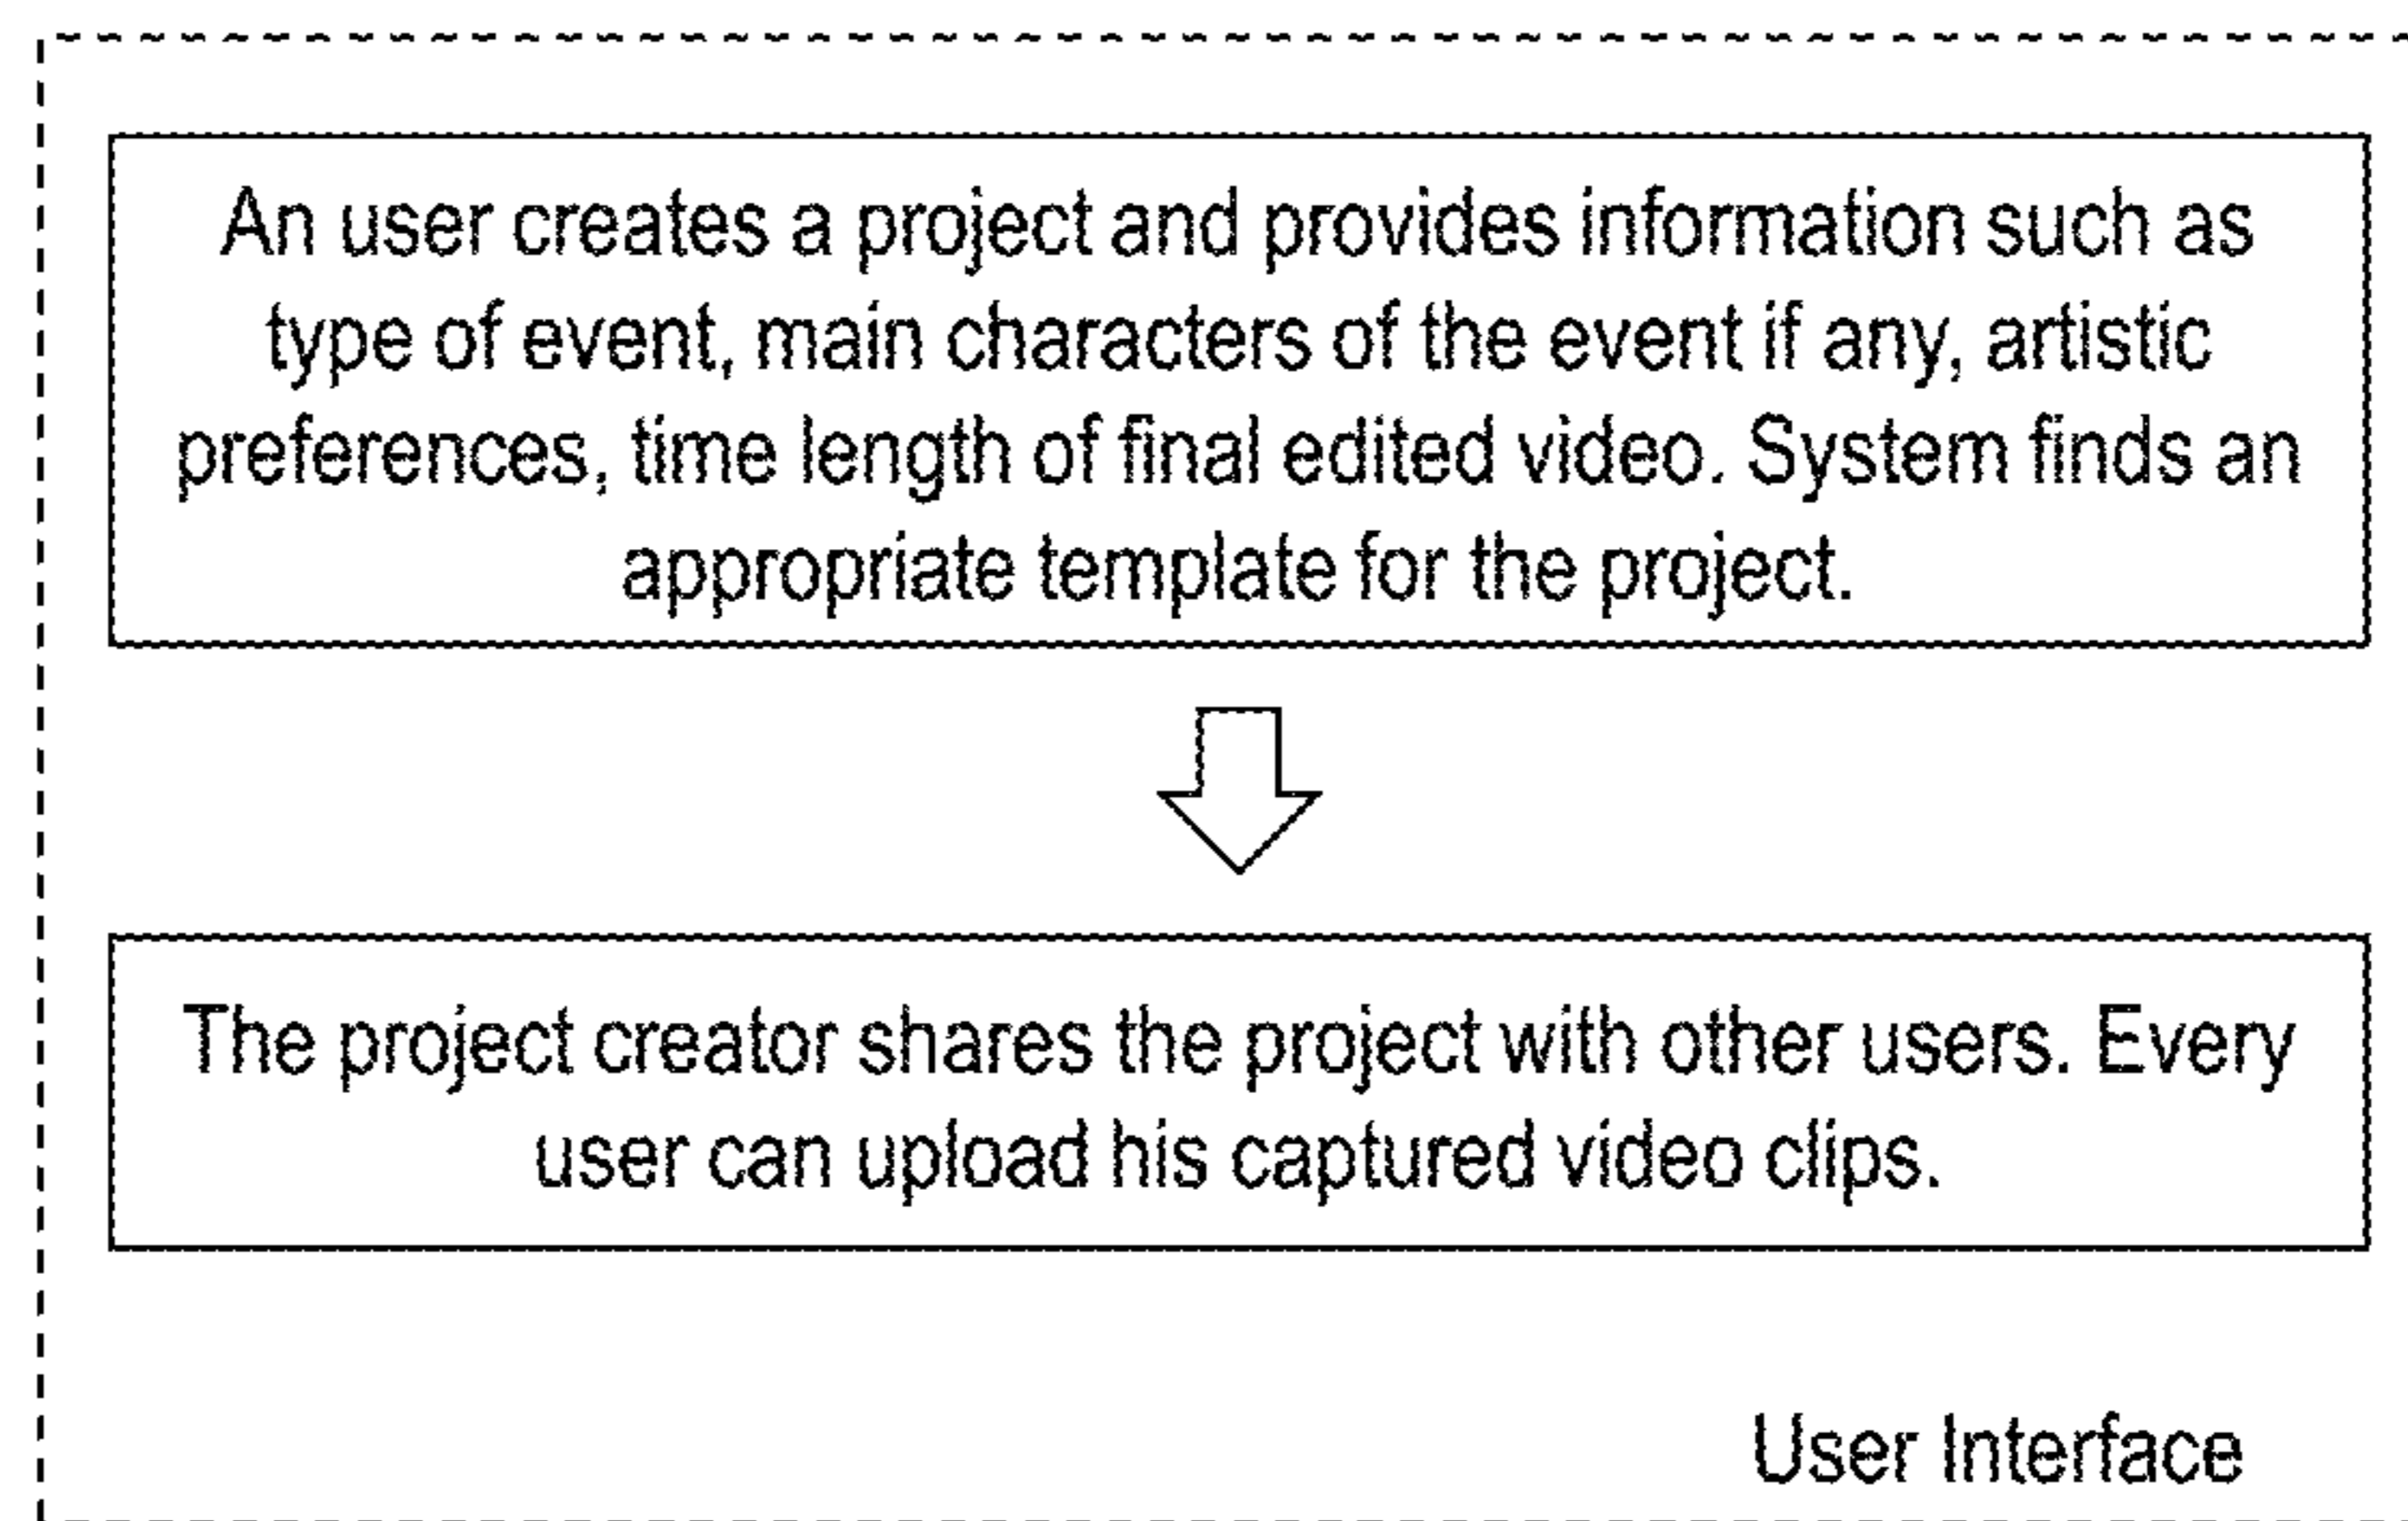 An user creates a project and provides information such as
type of event, main characters of the event if any, artistic
preferences, time length of final edited video. System finds an
appropriate template for the project.
The project creator shares the project with other users. Every
user can upload his captured video clips.
User Interface